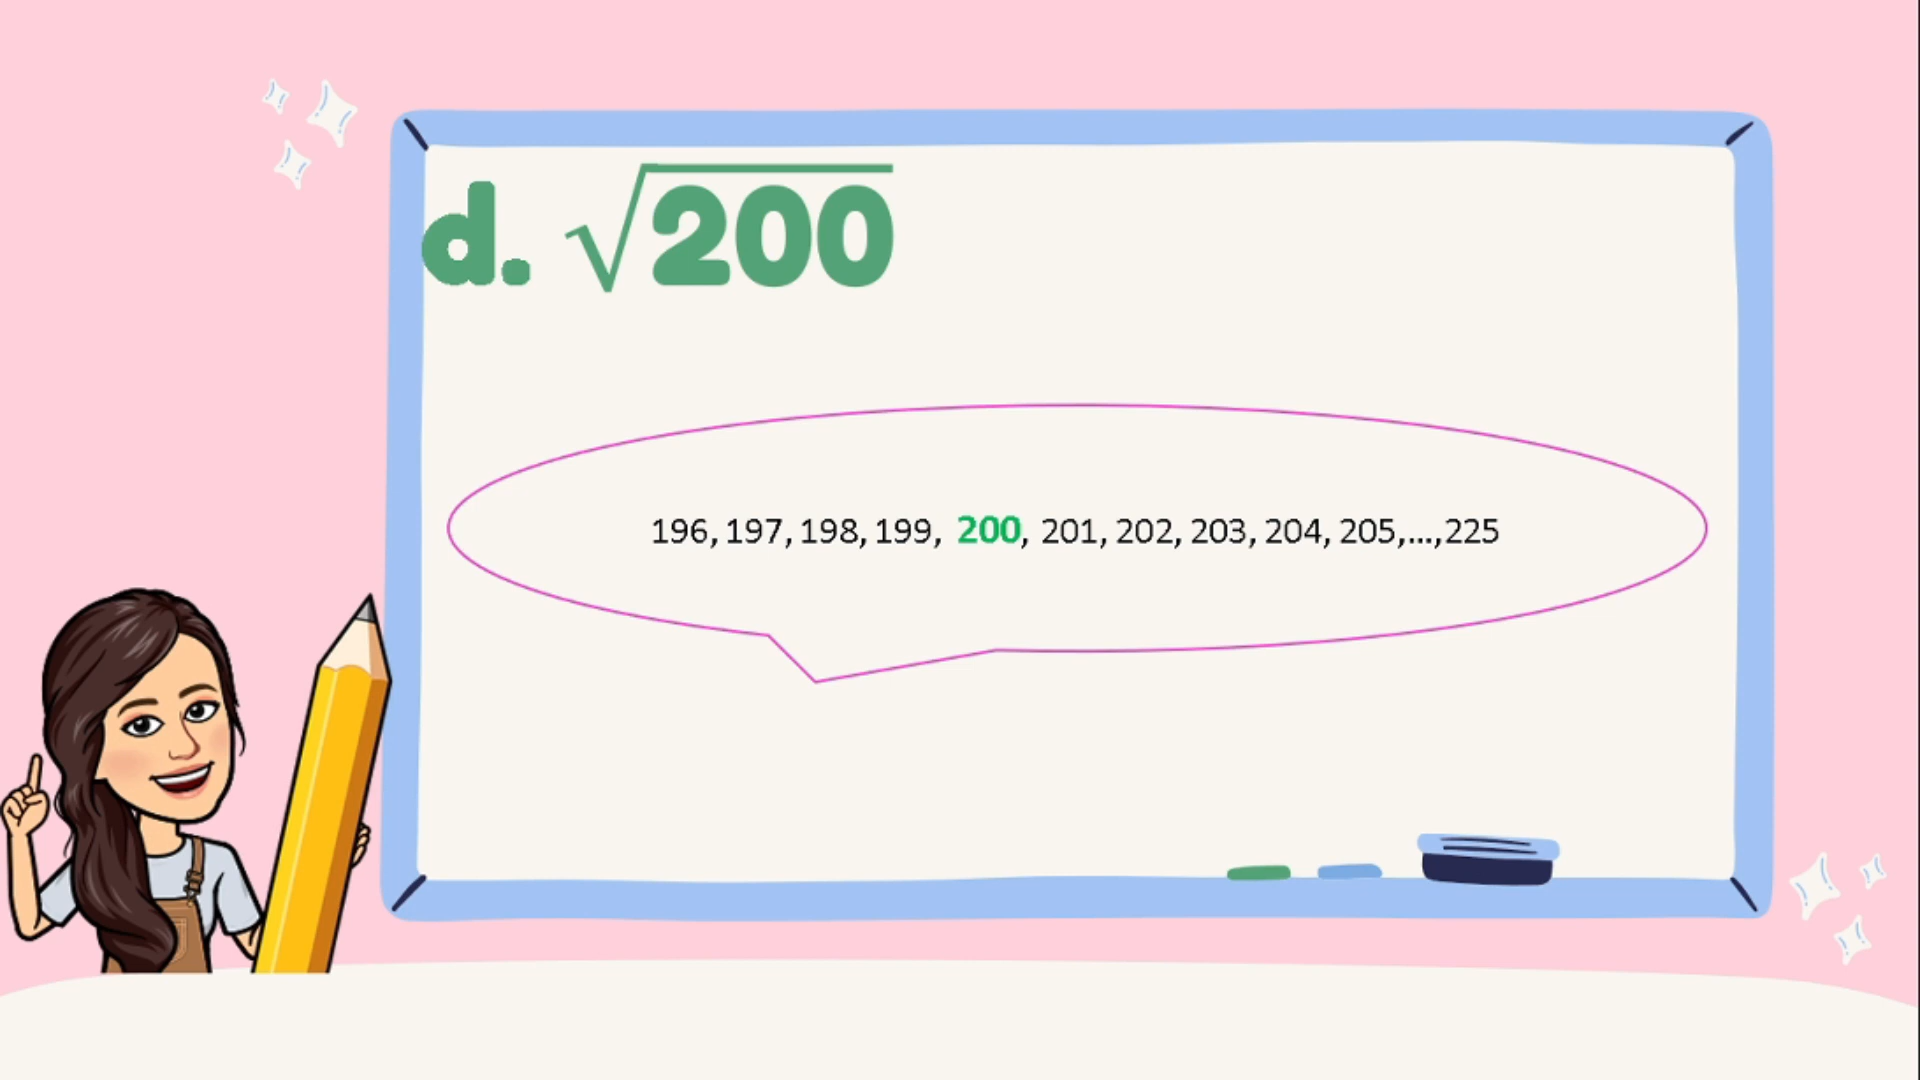 d. √200
196, 197, 198, 199, 200, 201, 202, 203, 204, 205,...,225